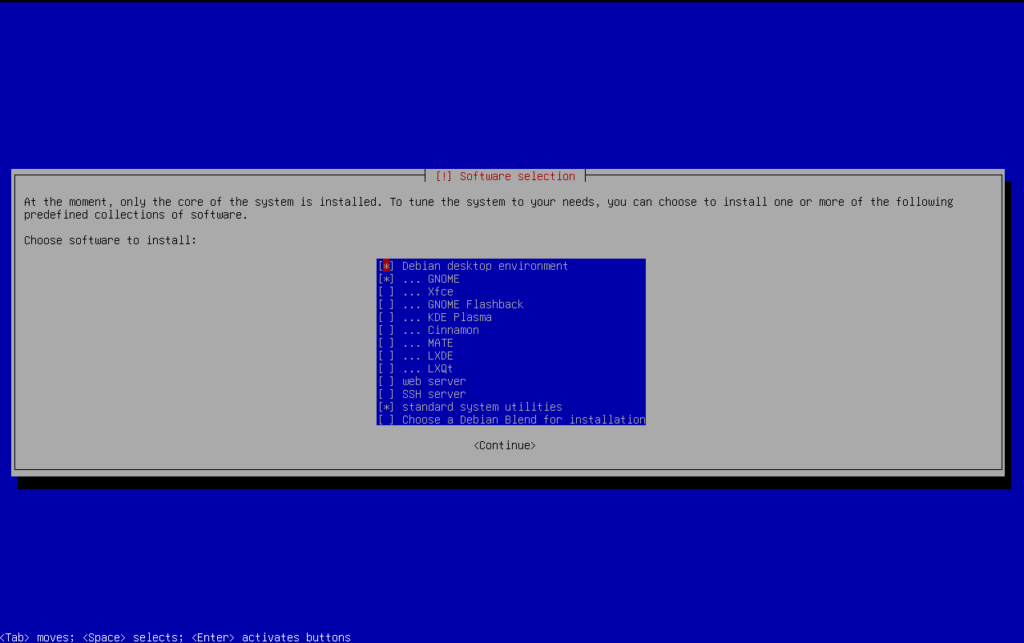 [!] Software selection
At the moment, only the core of the system is installed. To tune the system to your needs, you can choose to install one or more of the following
predefined collections of software.
Choose software to install:
[*] Debian desktop environment
[*] ... GNOME
[ ] ... Xfce
[ ] ... GNOME Flashback
[ ] ... KDE Plasma
[ ] ... Cinnamon
[ ] ... MATE
[ ] ... LXDE
[ ] ... LXQt
[ ] web server
[ ] SSH server
[*] standard system utilities
[ ] Choose a Debian Blend for installation
<Continue>
<Tab> moves; <Space> selects; <Enter> activates buttons